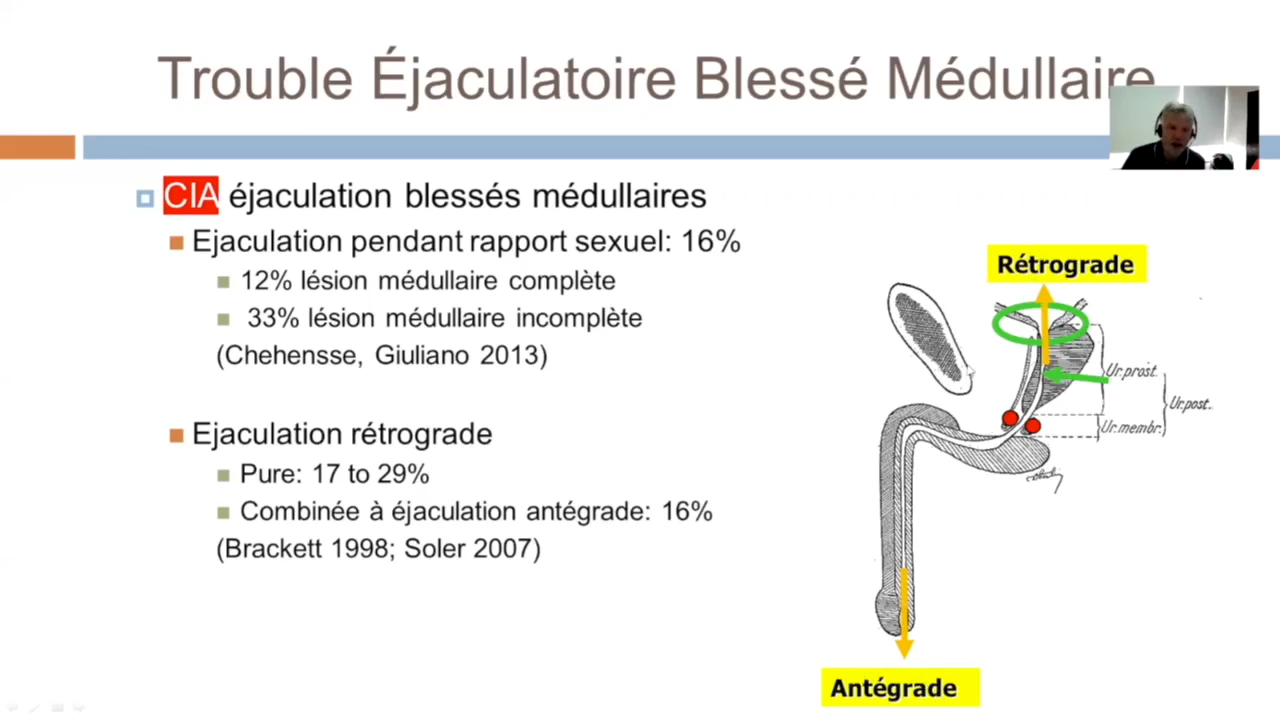 Trouble Éjaculatoire Blessé Médullaire
CIA éjaculation blessés médullaires
Ejaculation pendant rapport sexuel: 16%
12% lésion médullaire complète
33% lésion médullaire incomplète
(Chehensse, Giuliano 2013)
Ejaculation rétrograde
Pure: 17 to 29%
Combinée à éjaculation antégrade: 16%
(Brackett 1998; Soler 2007)
Rétrograde
Ur. prost.
Ur. post.
Ur. membr.
Antégrade